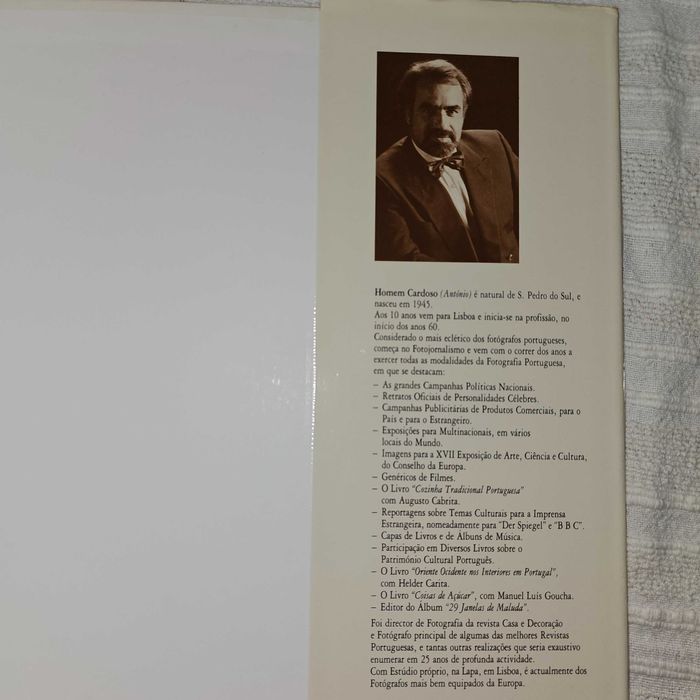 Homem Cardoso (António) é natural de S. Pedro do Sul, e
nasceu em 1945.
Aos 10 anos vem para Lisboa e inicia-se na profissão, no
início dos anos 60.
Considerado o mais eclético dos fotógrafos portugueses,
começa no Fotojornalismo e vem com o correr dos anos a
exercer todas as modalidades da Fotografia Portuguesa,
em que se destacam:
– As grandes Campanhas Políticas Nacionais.
– Retratos Oficiais de Personalidades Célebres.
– Campanhas Publicitárias de Produtos Comerciais, para o
País e para o Estrangeiro.
– Exposições para Multinacionais, em vários
locais do Mundo.
– Imagens para a XVII Exposição de Arte, Ciência e Cultura,
do Conselho da Europa.
– Genéricos de Filmes.
– O Livro "Cozinha Tradicional Portuguesa"
com Augusto Cabrita.
– Reportagens sobre Temas Culturais para a Imprensa
Estrangeira, nomeadamente para "Der Spiegel" e "B B C".
– Capas de Livros e de Álbuns de Música.
– Participação em Diversos Livros sobre o
Património Cultural Português.
– O Livro "Oriente Ocidente nos Interiores em Portugal",
com Helder Carita.
– O Livro "Coisas de Açúcar", com Manuel Luís Goucha.
– Editor do Álbum "29 Janelas de Maluda".
Foi director de Fotografia da revista Casa e Decoração
e Fotógrafo principal de algumas das melhores Revistas
Portuguesas, e tantas outras realizações que seria exaustivo
enumerar em 25 anos de profunda actividade.
Com Estúdio próprio, na Lapa, em Lisboa, é actualmente dos
Fotógrafos mais bem equipados da Europa.